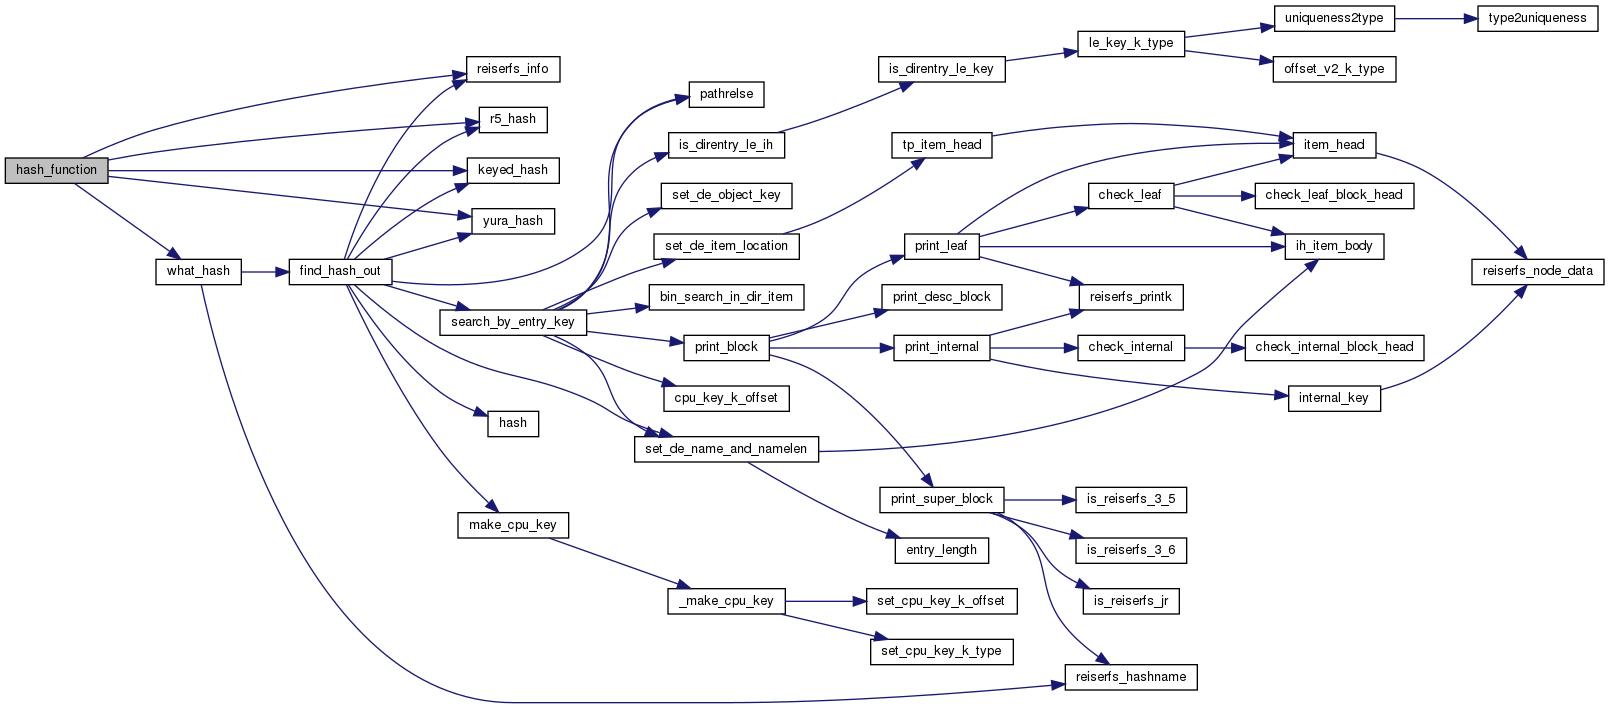 uniqueness2type
type2uniqueness
le_key_k_type
reiserfs_info
is_direntry_le_key
offset_v2_k_type
pathrelse
r5_hash
is_direntry_le_ih
tp_item_head
item_head
hash_function
keyed_hash
set_de_object_key
check_leaf
check_leaf_block_head
yura_hash
set_de_item_location
print_leaf
ih_item_body
what_hash
find_hash_out
reiserfs_node_data
bin_search_in_dir_item
print_desc_block
reiserfs_printk
search_by_entry_key
print_block
print_internal
check_internal
check_internal_block_head
cpu_key_k_offset
internal_key
hash
set_de_name_and_namelen
print_super_block
is_reiserfs_3_5
make_cpu_key
entry_length
is_reiserfs_3_6
_make_cpu_key
set_cpu_key_k_offset
is_reiserfs_jr
set_cpu_key_k_type
reiserfs_hashname